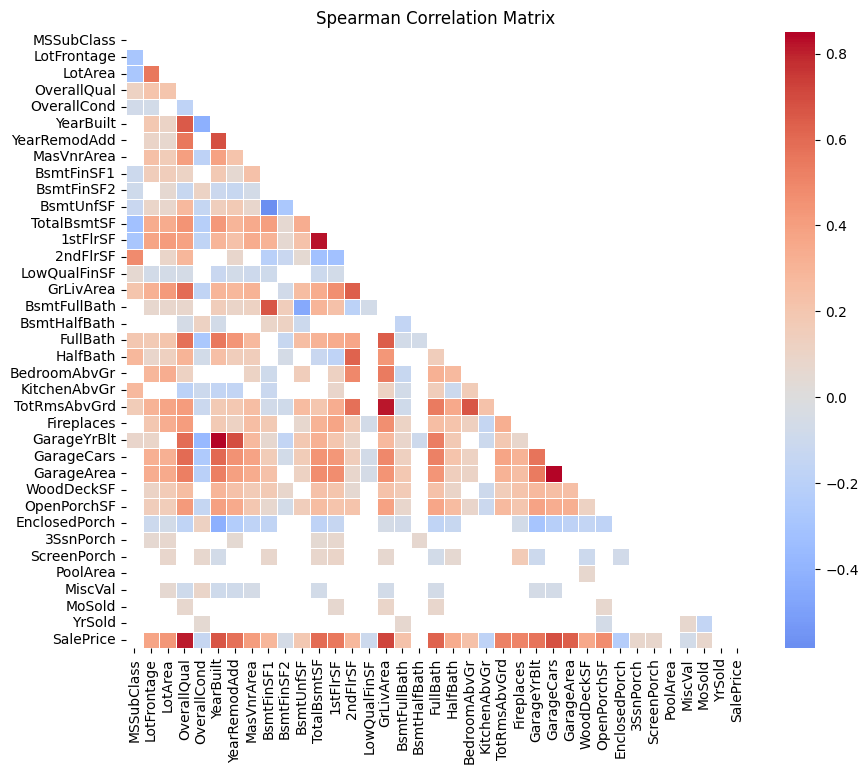 Spearman Correlation Matrix
MSSubClass
LotFrontage
LotArea
OverallQual
OverallCond
YearBuilt
YearRemodAdd
MasVnrArea
BsmtFinSF1
BsmtFinSF2
BsmtUnfSF
TotalBsmtSF
1stFlrSF
2ndFlrSF
LowQualFinSF
GrLivArea
BsmtFullBath
BsmtHalfBath
FullBath
HalfBath
BedroomAbvGr
KitchenAbvGr
TotRmsAbvGrd
Fireplaces
GarageYrBlt
GarageCars
GarageArea
WoodDeckSF
OpenPorchSF
EnclosedPorch
3SsnPorch
ScreenPorch
PoolArea
MiscVal
MoSold
YrSold
SalePrice
MSSubClass
LotFrontage
LotArea
OverallQual
OverallCond
YearBuilt
YearRemodAdd
MasVnrArea
BsmtFinSF1
BsmtFinSF2
BsmtUnfSF
TotalBsmtSF
1stFlrSF
2ndFlrSF
LowQualFinSF
GrLivArea
BsmtFullBath
BsmtHalfBath
FullBath
HalfBath
BedroomAbvGr
KitchenAbvGr
TotRmsAbvGrd
Fireplaces
GarageYrBlt
GarageCars
GarageArea
WoodDeckSF
OpenPorchSF
EnclosedPorch
3SsnPorch
ScreenPorch
PoolArea
MiscVal
MoSold
YrSold
SalePrice
0.8
0.6
0.4
0.2
0.0
−0.2
−0.4